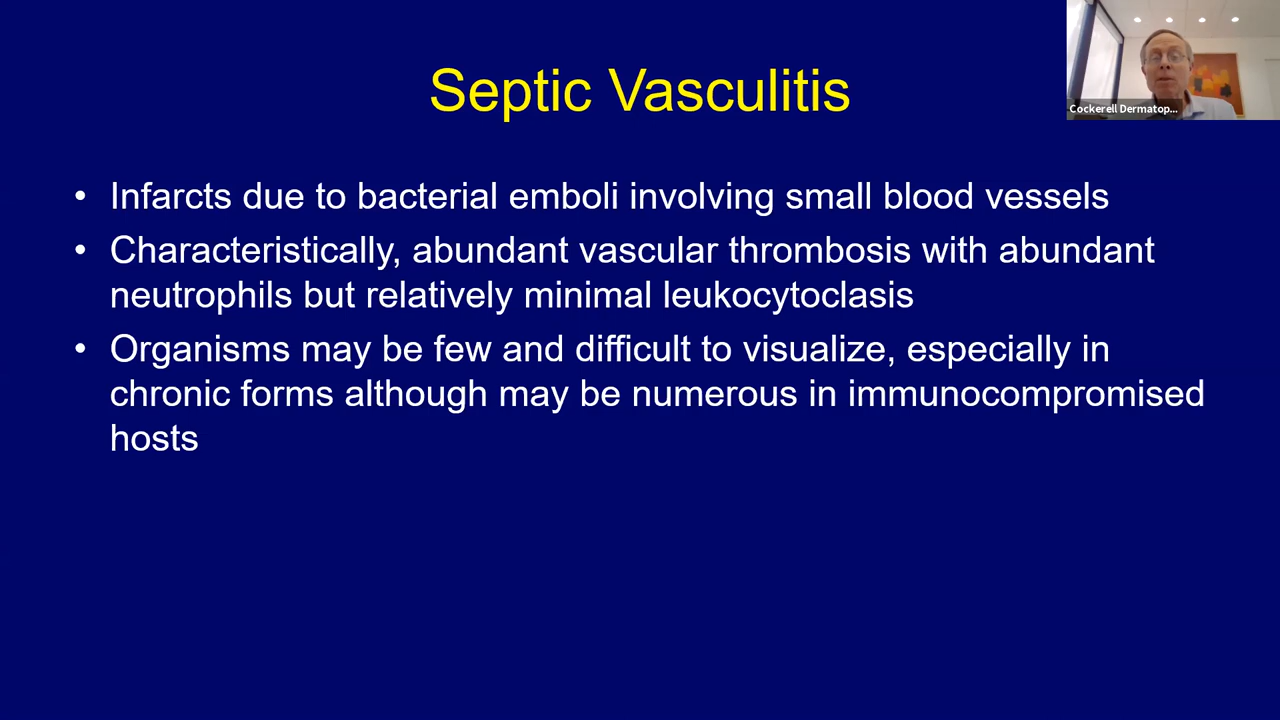 Septic Vasculitis
Cockerell Dermatop...
• Infarcts due to bacterial emboli involving small blood vessels
• Characteristically, abundant vascular thrombosis with abundant
neutrophils but relatively minimal leukocytoclasis
• Organisms may be few and difficult to visualize, especially in
chronic forms although may be numerous in immunocompromised
hosts